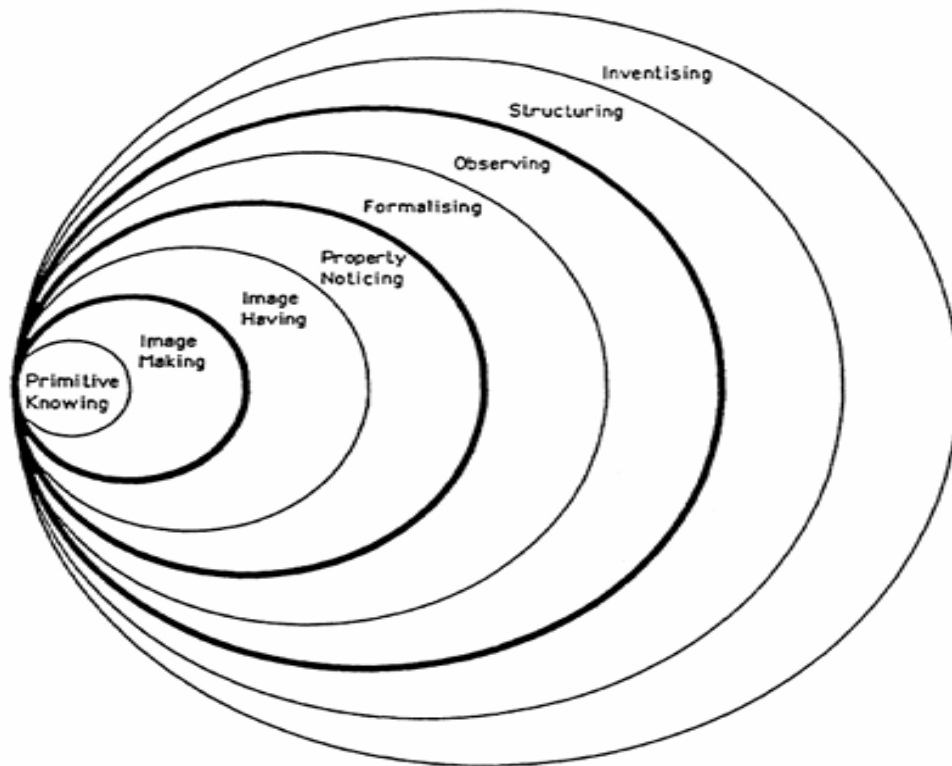 Inventising
Structuring
Observing
Formalising
Property
Noticing
Image
Having
Image
Making
Primitive
Knowing